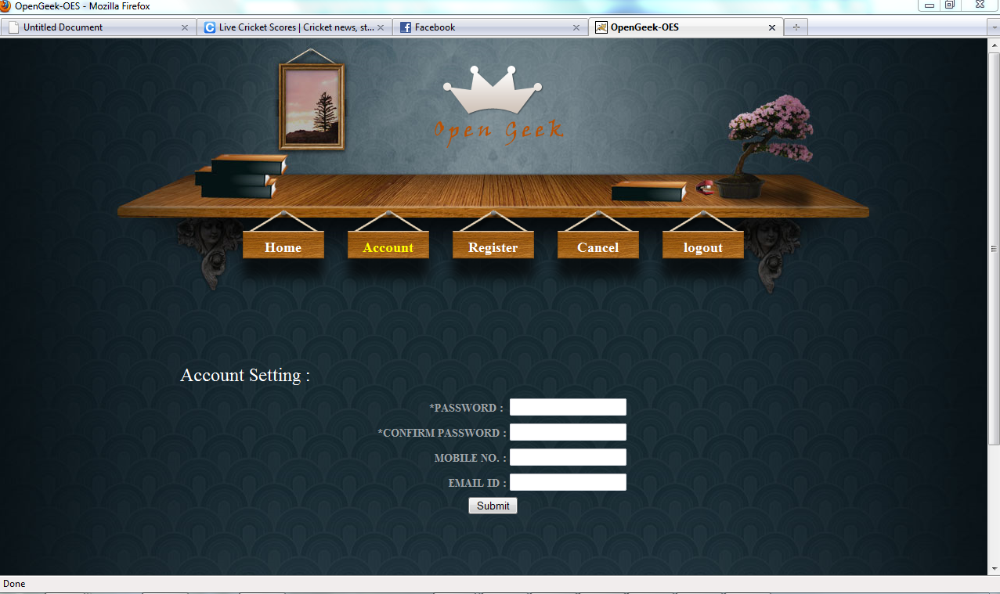 OpenGeek-OES - Mozilla Firefox
Untitled Document
Live Cricket Scores | Cricket news, st...
Facebook
OpenGeek-OES
Open Geek
Home
Account
Register
Cancel
logout
Account Setting :
*PASSWORD :
*CONFIRM PASSWORD :
MOBILE NO. :
EMAIL ID :
Submit
Done